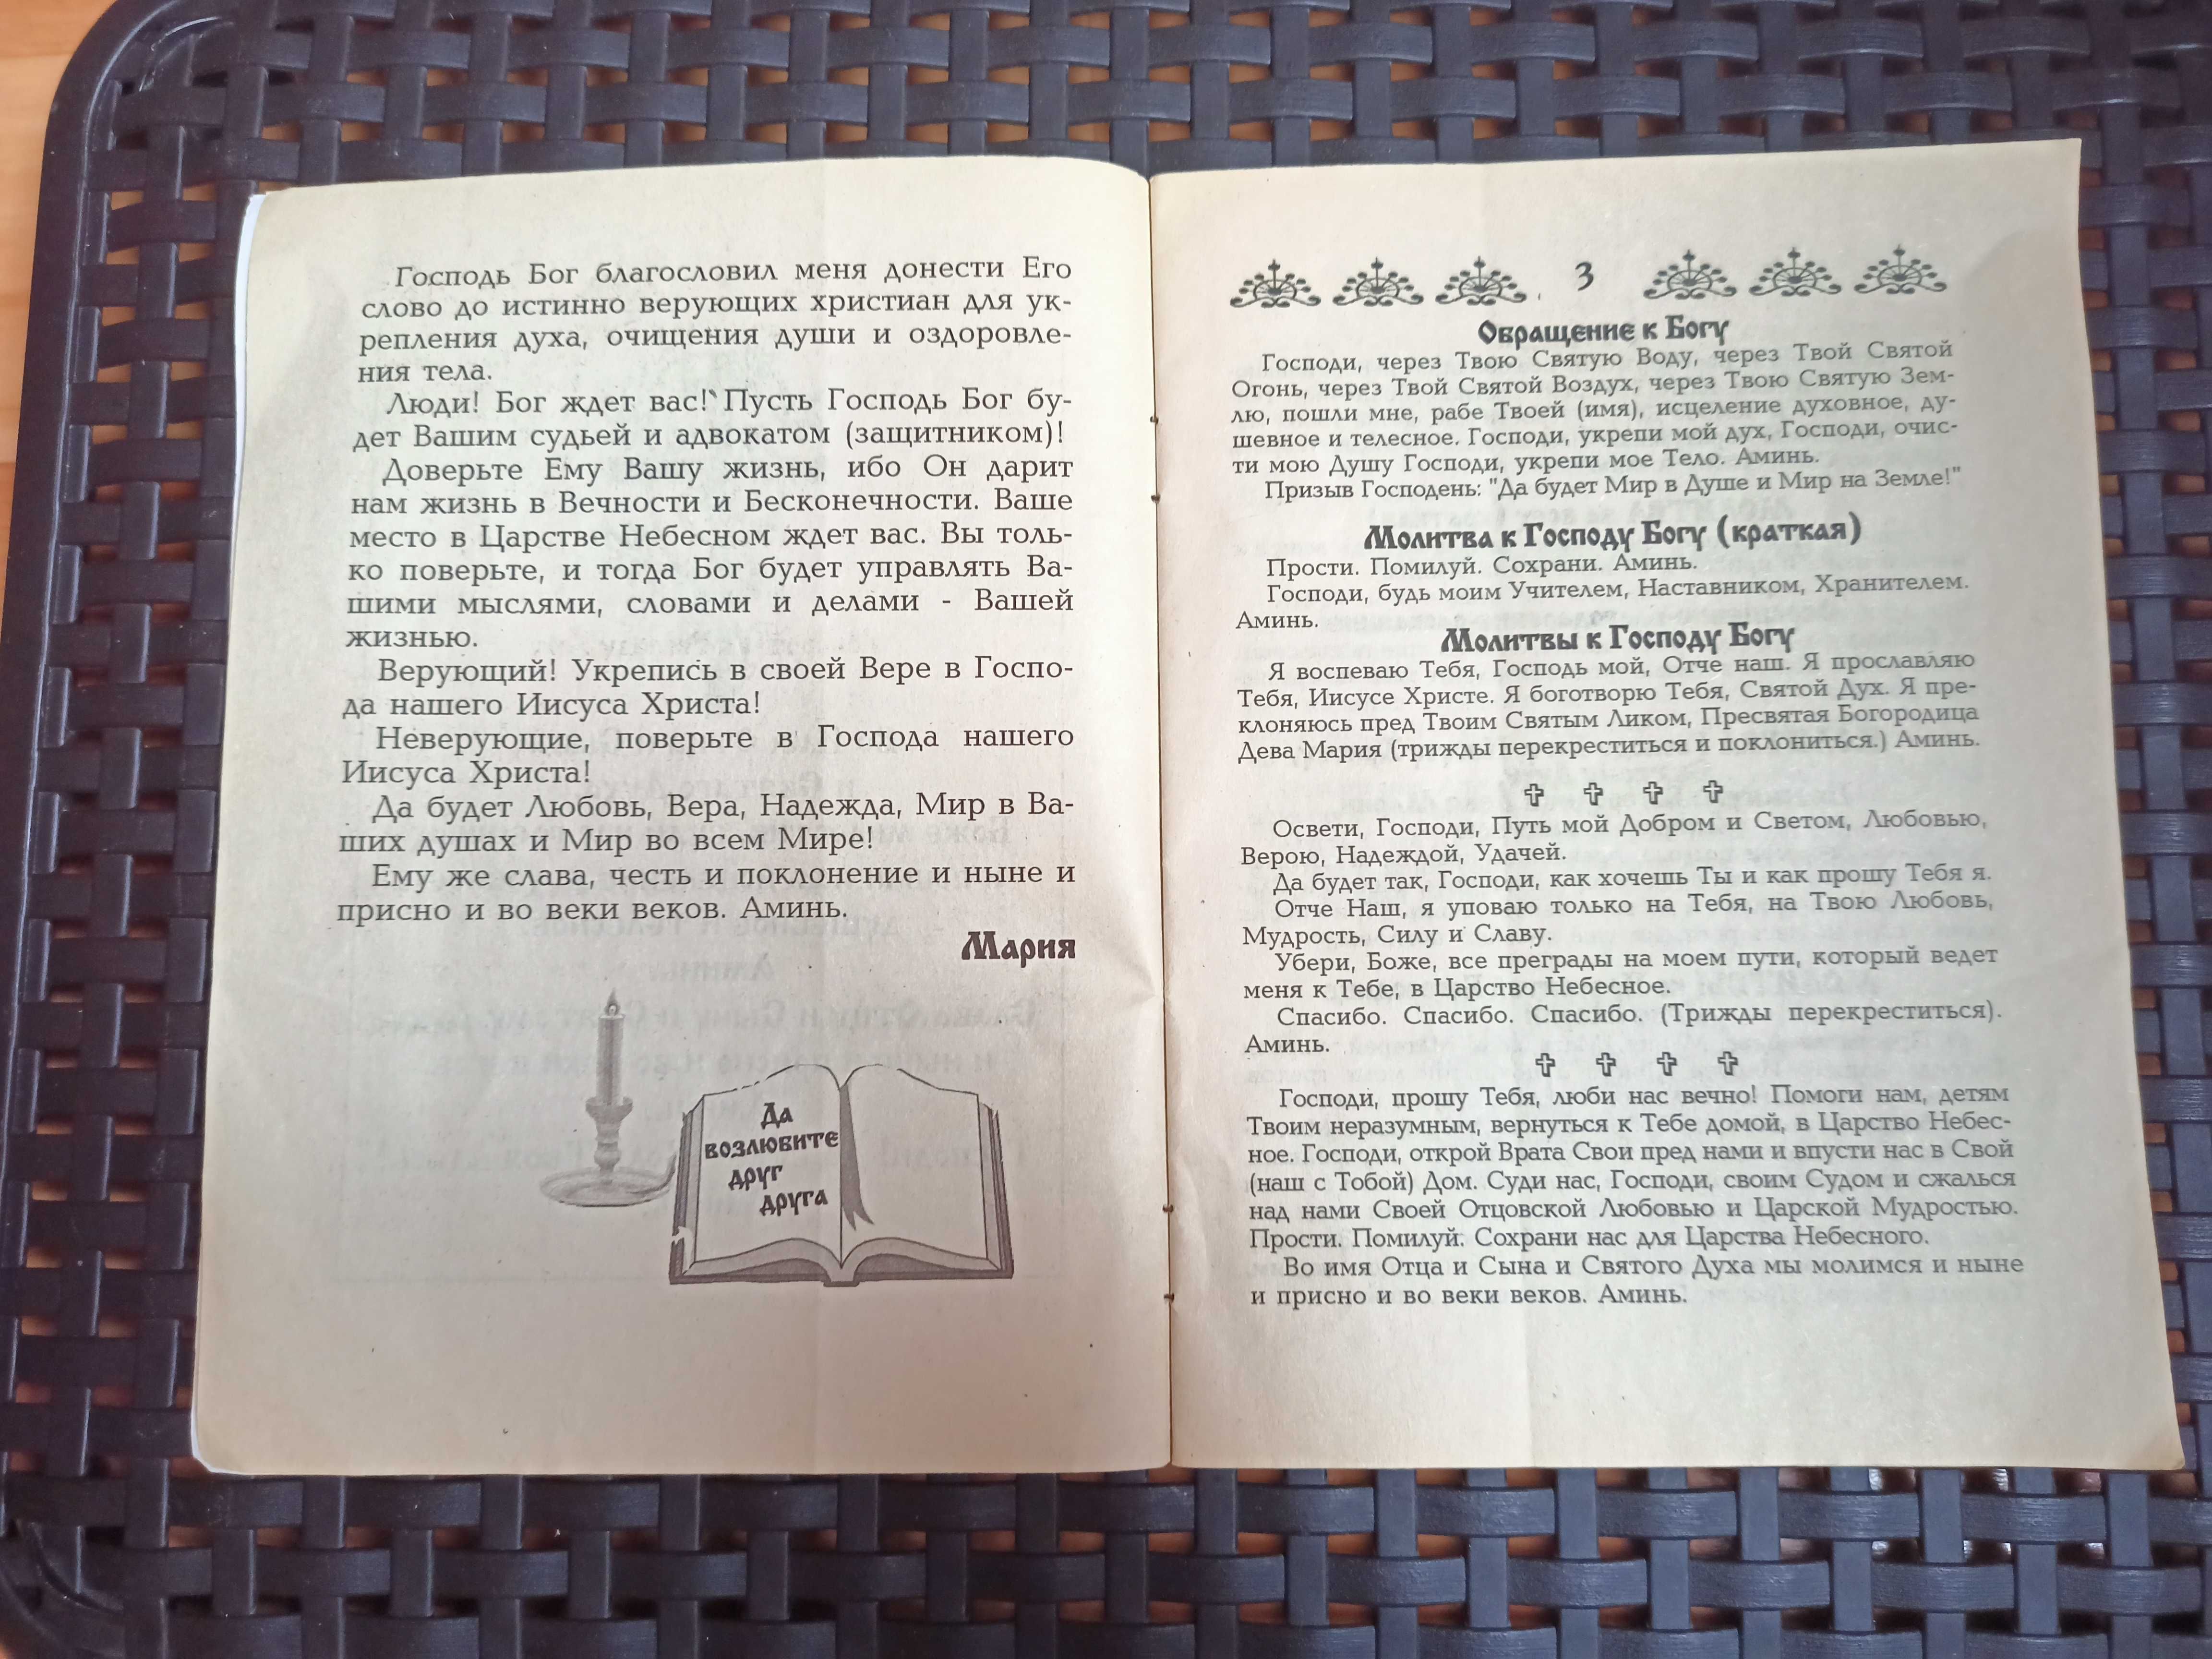 Господь Бог благословил меня донести Его
слово до истинно верующих христиан для ук-
репления духа, очищения души и оздоровле-
ния тела.
Люди! Бог ждет вас! Пусть Господь Бог бу-
дет Вашим судьей и адвокатом (защитником)!
Доверьте Ему Вашу жизнь, ибо Он дарит
нам жизнь в Вечности и Бесконечности. Ваше
место в Царстве Небесном ждет вас. Вы толь-
ко поверьте, и тогда Бог будет управлять Ва-
шими мыслями, словами и делами - Вашей
жизнью.
Верующий! Укрепись в своей Вере в Госпо-
да нашего Иисуса Христа!
Неверующие, поверьте в Господа нашего
Иисуса Христа!
Да будет Любовь, Вера, Надежда, Мир в Ва-
ших душах и Мир во всем Мире!
Ему же слава, честь и поклонение и ныне и
присно и во веки веков. Аминь.
Мария
Да
возлюбите
друг
друга
3
Обращение к Богу
Господи, через Твою Святую Воду, через Твой Святой
Огонь, через Твой Святой Воздух, через Твою Святую Зем-
лю, пошли мне, рабе Твоей (имя), исцеление духовное, ду-
шевное и телесное. Господи, укрепи мой дух, Господи, очис-
ти мою Душу Господи, укрепи мое Тело. Аминь.
Призыв Господень: "Да будет Мир в Душе и Мир на Земле!"
Молитва к Господу Богу (краткая)
Прости. Помилуй. Сохрани. Аминь.
Господи, будь моим Учителем, Наставником, Хранителем.
Аминь.
Молитвы к Господу Богу
Я воспеваю Тебя, Господь мой, Отче наш. Я прославляю
Тебя, Иисусе Христе. Я боготворю Тебя, Святой Дух. Я пре-
клоняюсь пред Твоим Святым Ликом, Пресвятая Богородица
Дева Мария (трижды перекреститься и поклониться.) Аминь.
Освети, Господи, Путь мой Добром и Светом, Любовью,
Верою, Надеждой, Удачей.
Да будет так, Господи, как хочешь Ты и как прошу Тебя я.
Отче Наш, я уповаю только на Тебя, на Твою Любовь,
Мудрость, Силу и Славу.
Убери, Боже, все преграды на моем пути, который ведет
меня к Тебе, в Царство Небесное.
Спасибо. Спасибо. Спасибо. (Трижды перекреститься).
Аминь.
Господи, прошу Тебя, люби нас вечно! Помоги нам, детям
Твоим неразумным, вернуться к Тебе домой, в Царство Небес-
ное. Господи, открой Врата Свои пред нами и впусти нас в Свой
(наш с Тобой) Дом. Суди нас, Господи, своим Судом и сжалься
над нами Своей Отцовской Любовью и Царской Мудростью.
Прости. Помилуй. Сохрани нас для Царства Небесного.
Во имя Отца и Сына и Святого Духа мы молимся и ныне
и присно и во веки веков. Аминь.